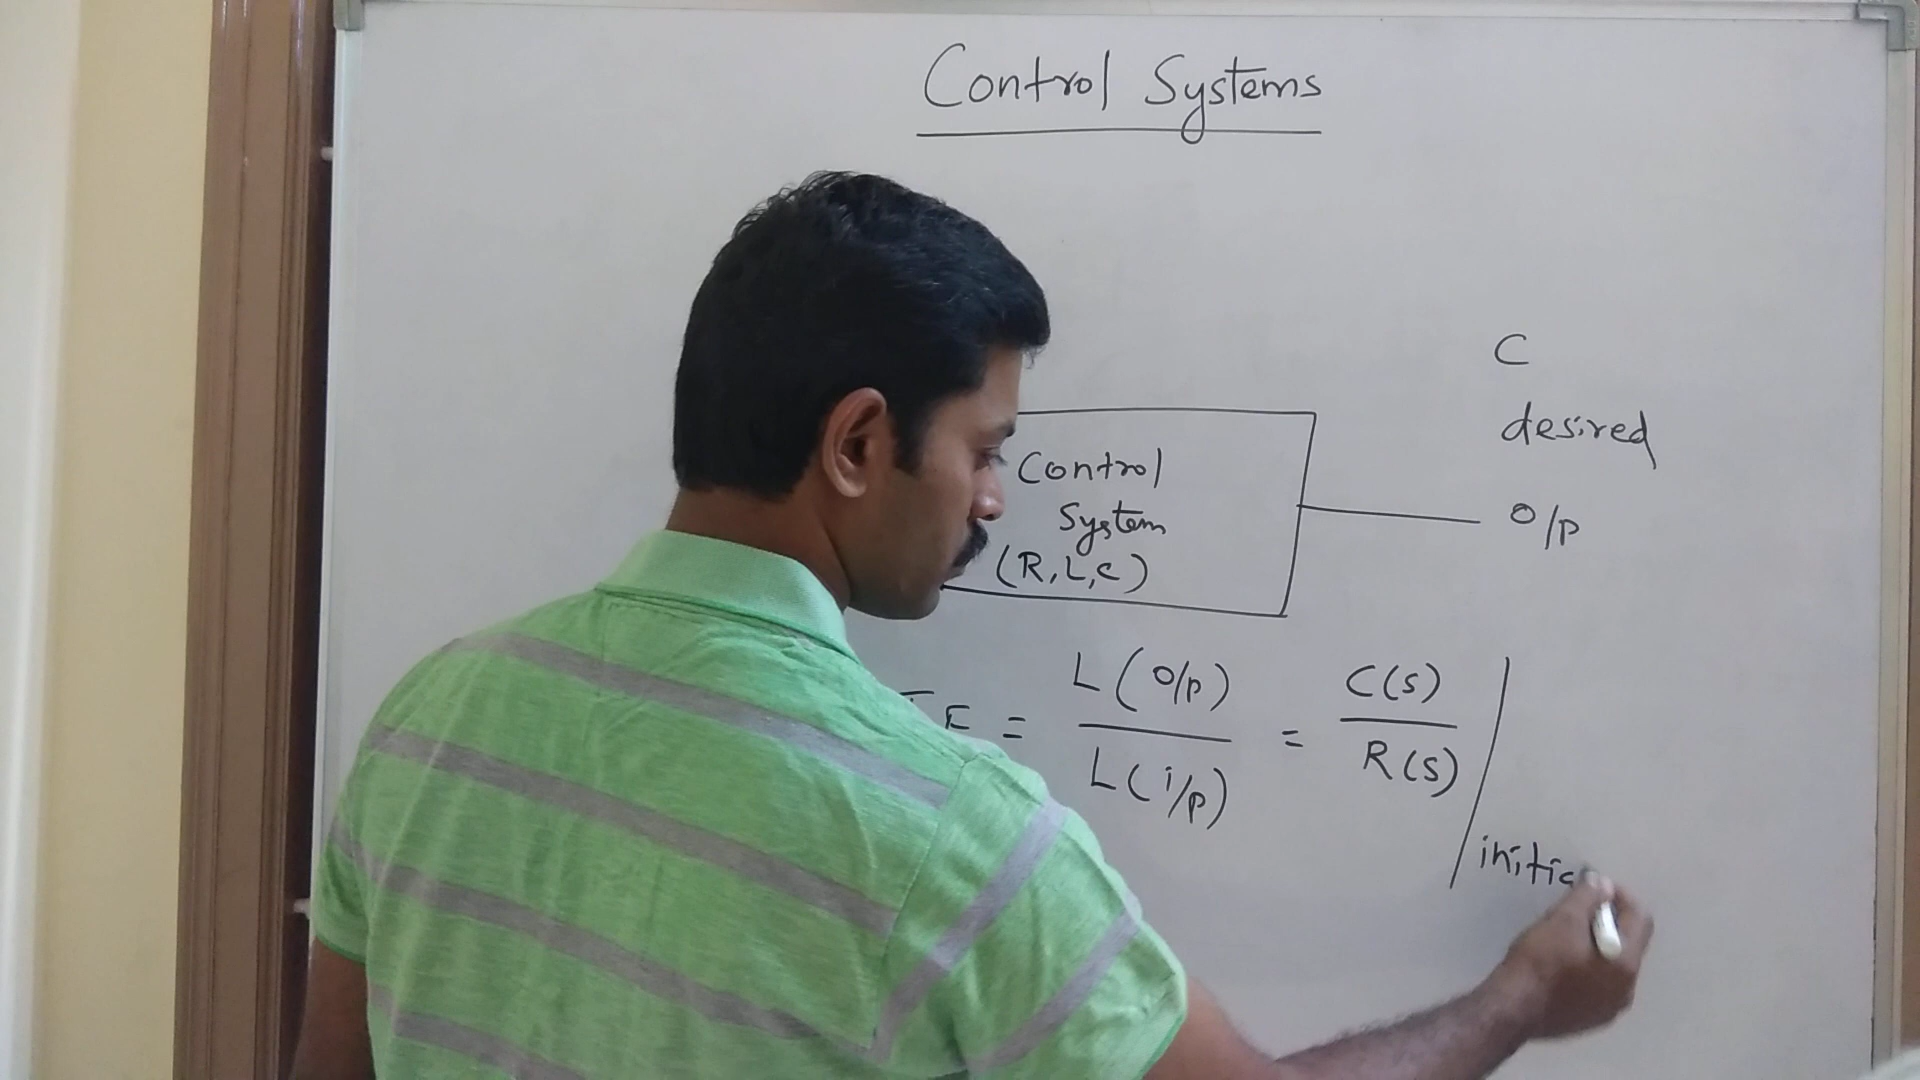 Control Systems
C
desired
Control
System
(R,L,C)
O/P
T F = L(O/P) / L(i/P) = C(s) / R(s) |
initia